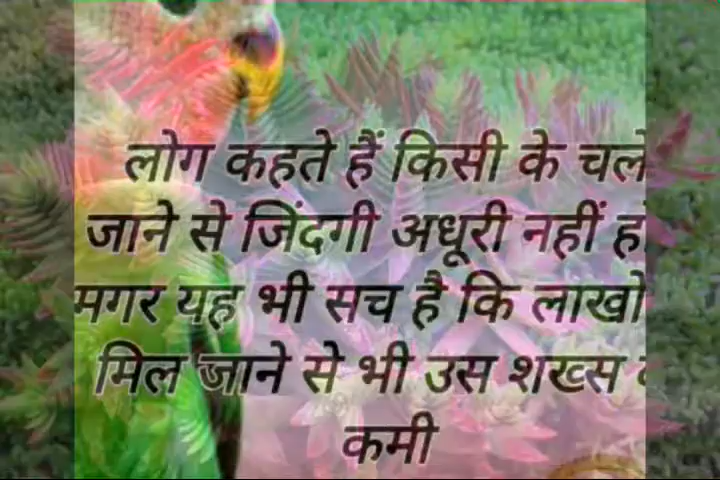 लोग कहते हैं किसी के चले
जाने से जिंदगी अधूरी नहीं
मगर यह भी सच है कि लाखो
मिल जाने से भी उस शख्स
कमी